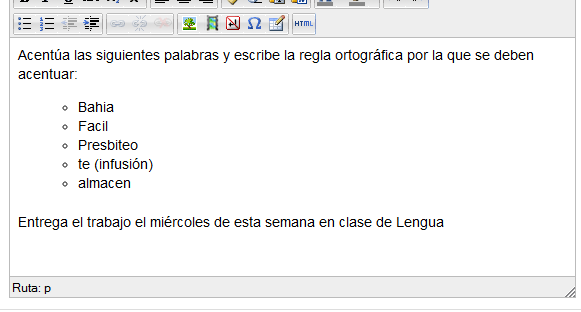 HTML
Acentúa las siguientes palabras y escribe la regla ortográfica por la que se deben
acentuar:
Bahia
Facil
Presbiteo
te (infusión)
almacen
Entrega el trabajo el miércoles de esta semana en clase de Lengua
Ruta: p